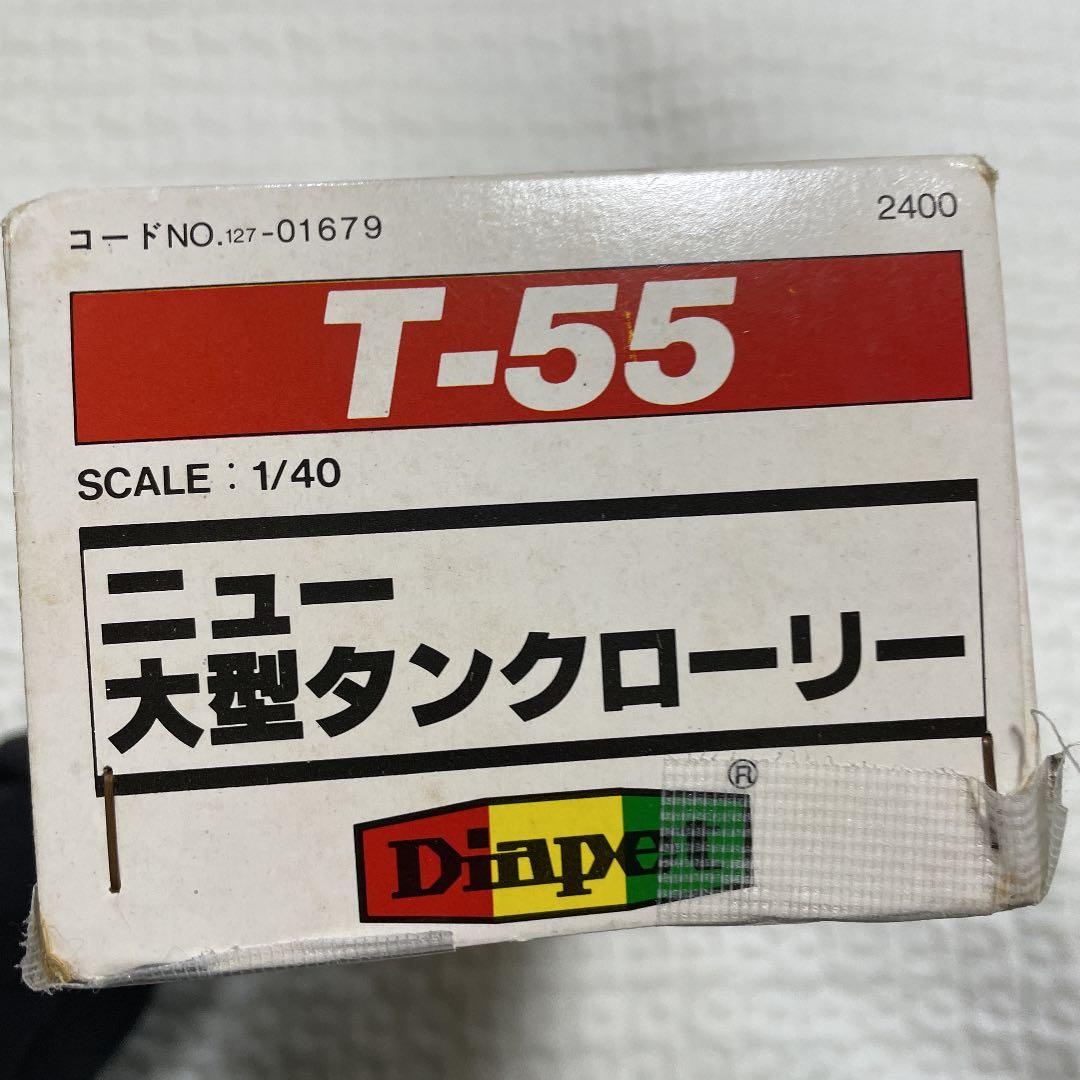 コードNO.127-01679
2400
T-55
SCALE : 1/40
ニュー
大型タンクローリー
®
Diapet